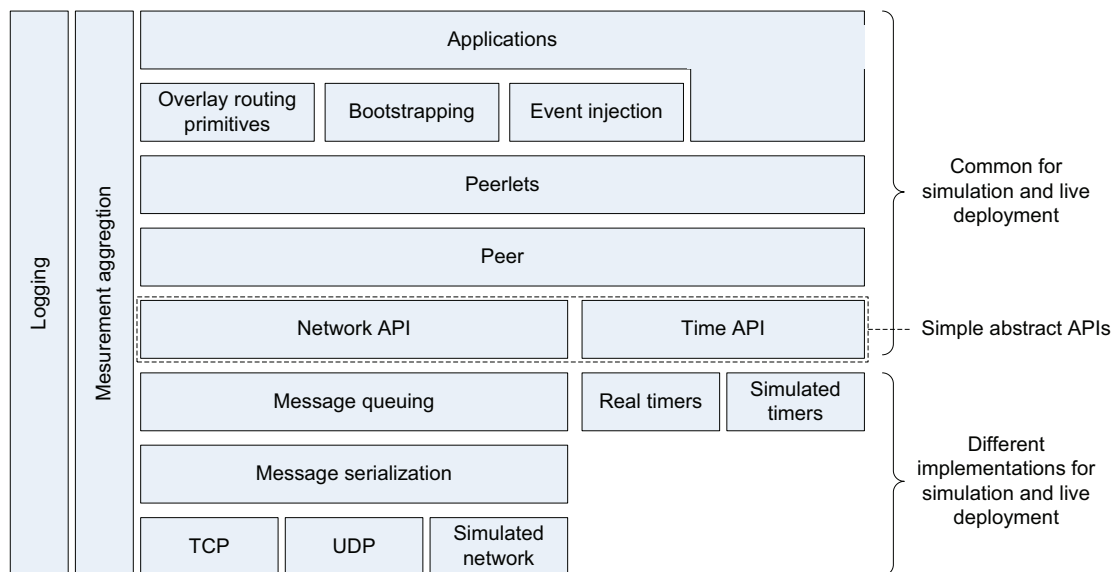 Logging
Mesurement aggregtion
Applications
Overlay routing
primitives
Bootstrapping
Event injection
Peerlets
Peer
Network API
Time API
Message queuing
Real timers
Simulated
timers
Message serialization
TCP
UDP
Simulated
network
Common for
simulation and live
deployment
Simple abstract APIs
Different
implementations for
simulation and live
deployment